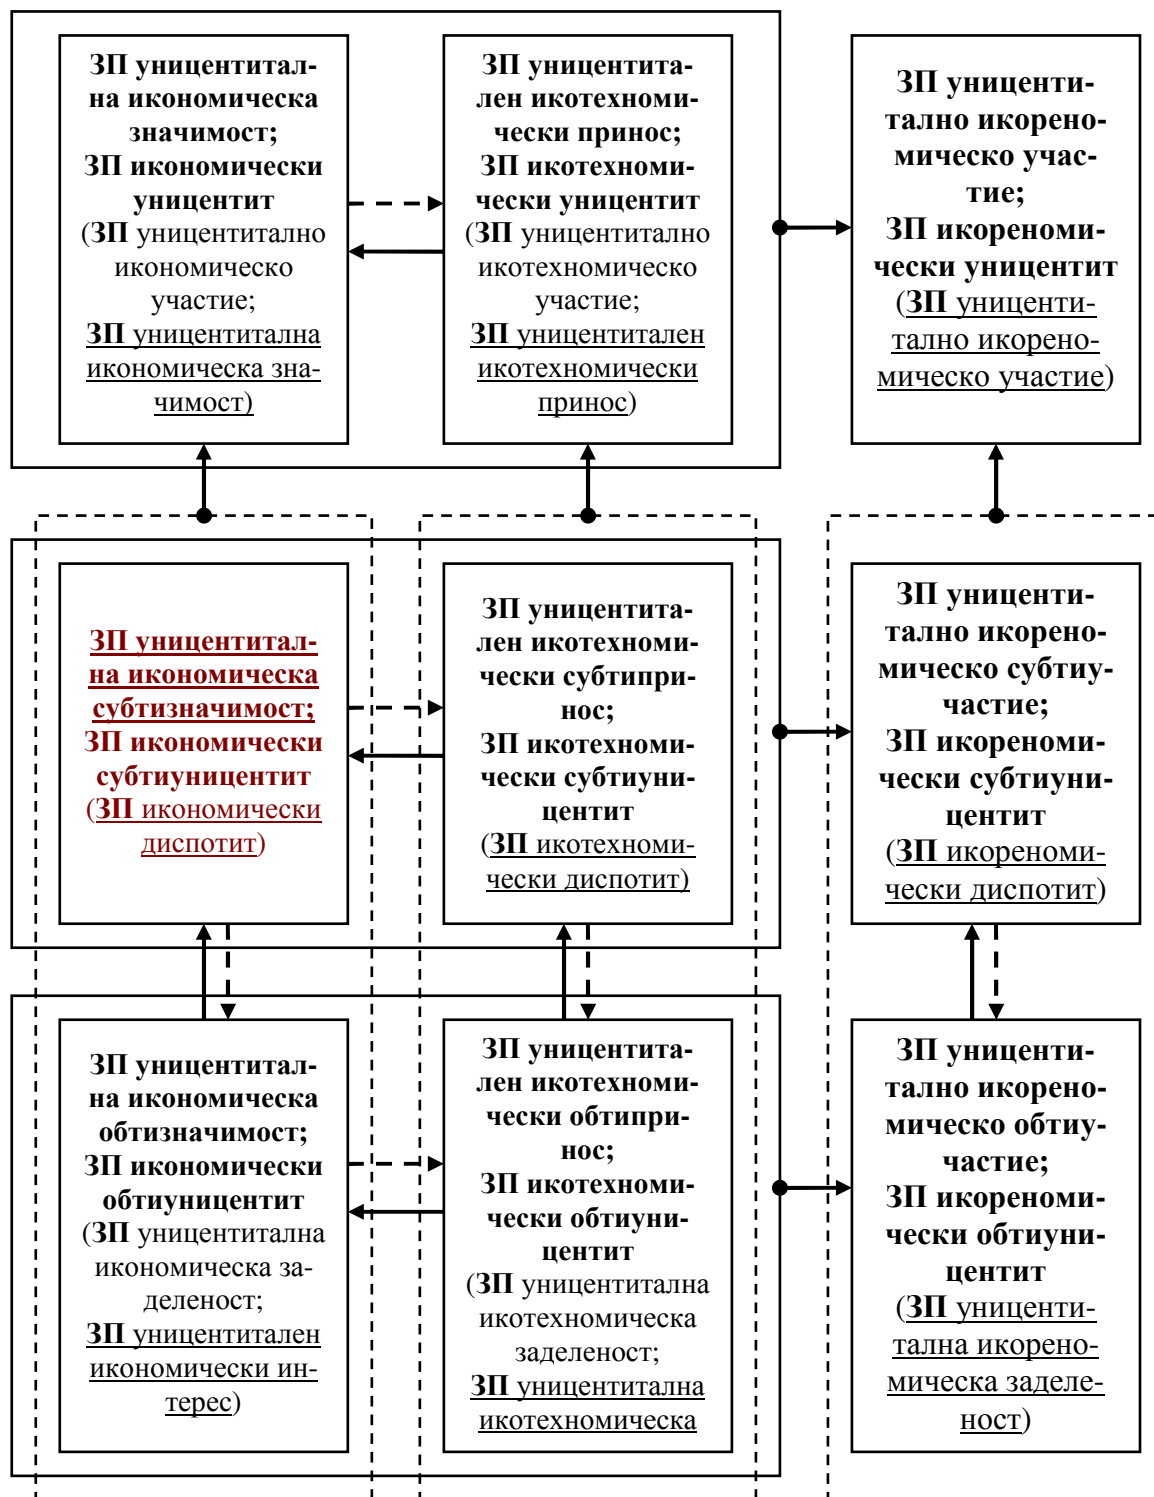 ЗП уницентитал-
на икономическа
значимост;
ЗП икономически
уницентит
(ЗП уницентитално
икономическо
участие;
ЗП уницентитална
икономическа зна-
чимост)
ЗП уницентита-
лен икотехноми-
чески принос;
ЗП икотехноми-
чески уницентит
(ЗП уницентитално
икотехномическо
участие;
ЗП уницентитален
икотехномически
принос)
ЗП униценти-
тално икорено-
мическо учас-
тие;
ЗП икореноми-
чески уницентит
(ЗП униценти-
тално икорено-
мическо участие)
ЗП уницентитал-
на икономическа
субтизначимост;
ЗП икономически
субтиуницентит
(ЗП икономически
диспотит)
ЗП уницентита-
лен икотехноми-
чески субтипри-
нос;
ЗП икотехноми-
чески субтиуни-
центит
(ЗП икотехноми-
чески диспотит)
ЗП униценти-
тално икорено-
мическо субтиу-
частие;
ЗП икореноми-
чески субтиуни-
центит
(ЗП икореноми-
чески диспотит)
ЗП уницентитал-
на икономическа
обтизначимост;
ЗП икономически
обтиуницентит
(ЗП уницентитална
икономическа за-
деленост;
ЗП уницентитален
икономически ин-
терес)
ЗП уницентита-
лен икотехноми-
чески обтипри-
нос;
ЗП икотехноми-
чески обтиуни-
центит
(ЗП уницентитална
икотехномическа
заделеност;
ЗП уницентитална
икотехномическа
ЗП униценти-
тално икорено-
мическо обтиу-
частие;
ЗП икореноми-
чески обтиуни-
центит
(ЗП униценти-
тална икорено-
мическа заделе-
ност)